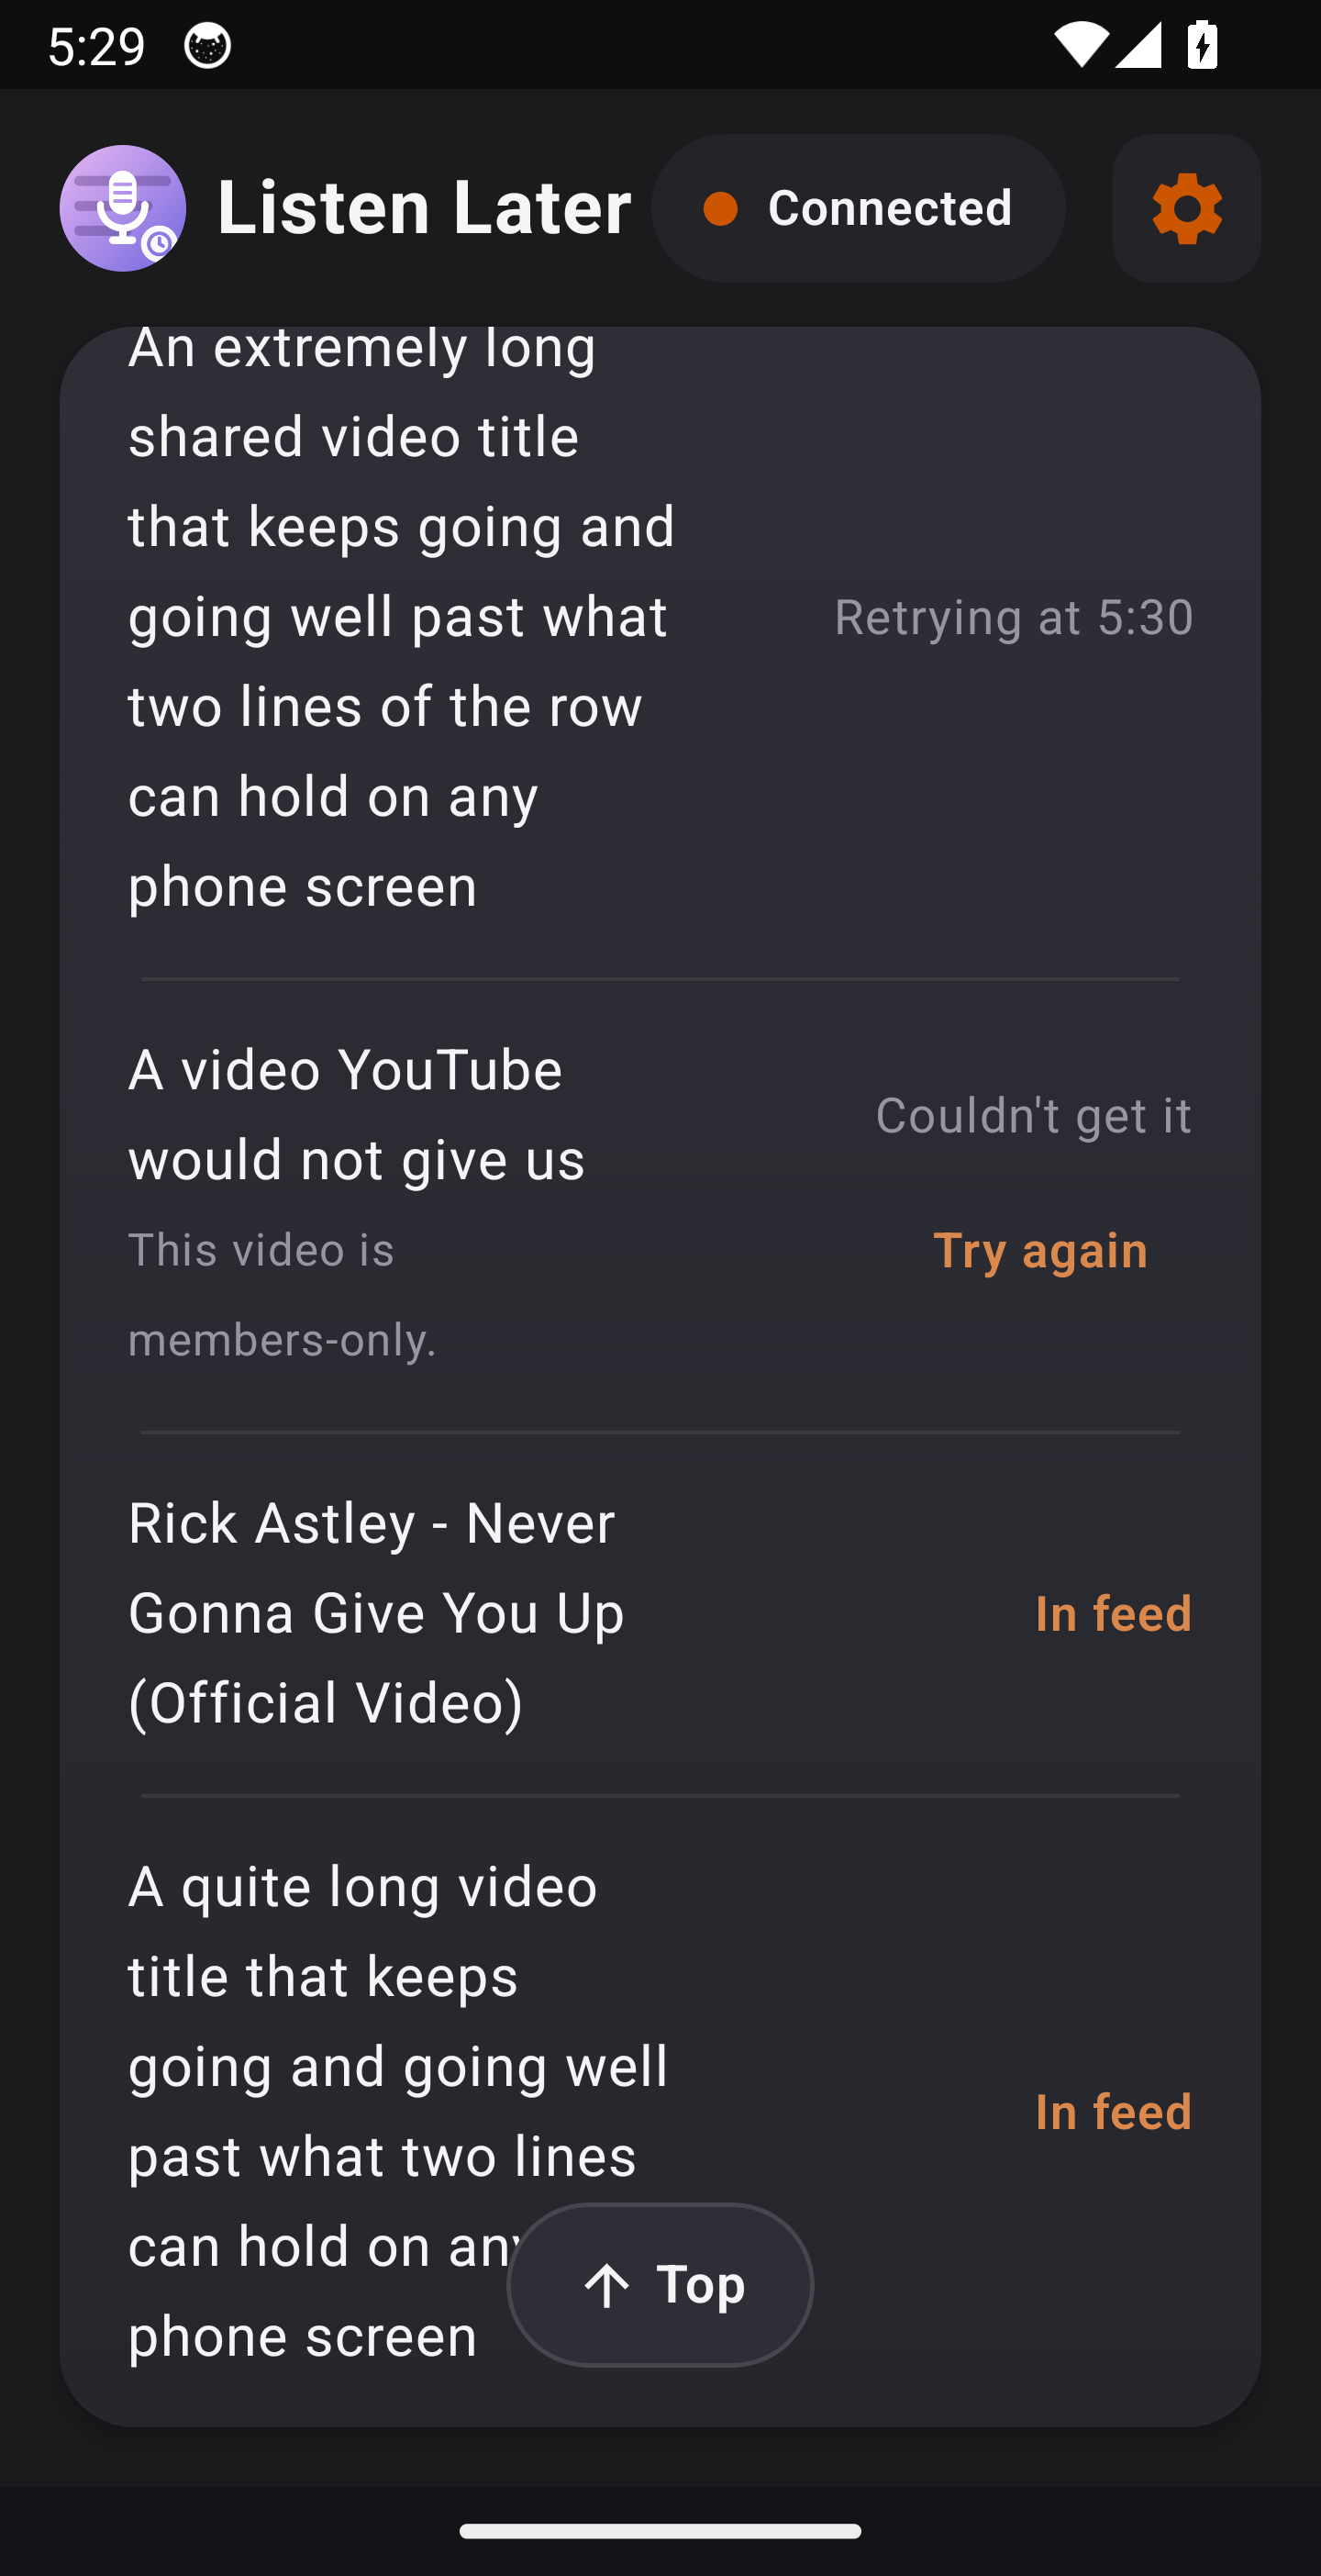 5:29
Listen Later
Connected
An extremely long
shared video title
that keeps going and
going well past what
two lines of the row
can hold on any
phone screen
Retrying at 5:30
A video YouTube
would not give us
Couldn't get it
This video is
members-only.
Try again
Rick Astley - Never
Gonna Give You Up
(Official Video)
In feed
A quite long video
title that keeps
going and going well
past what two lines
can hold on any
phone screen
In feed
Top